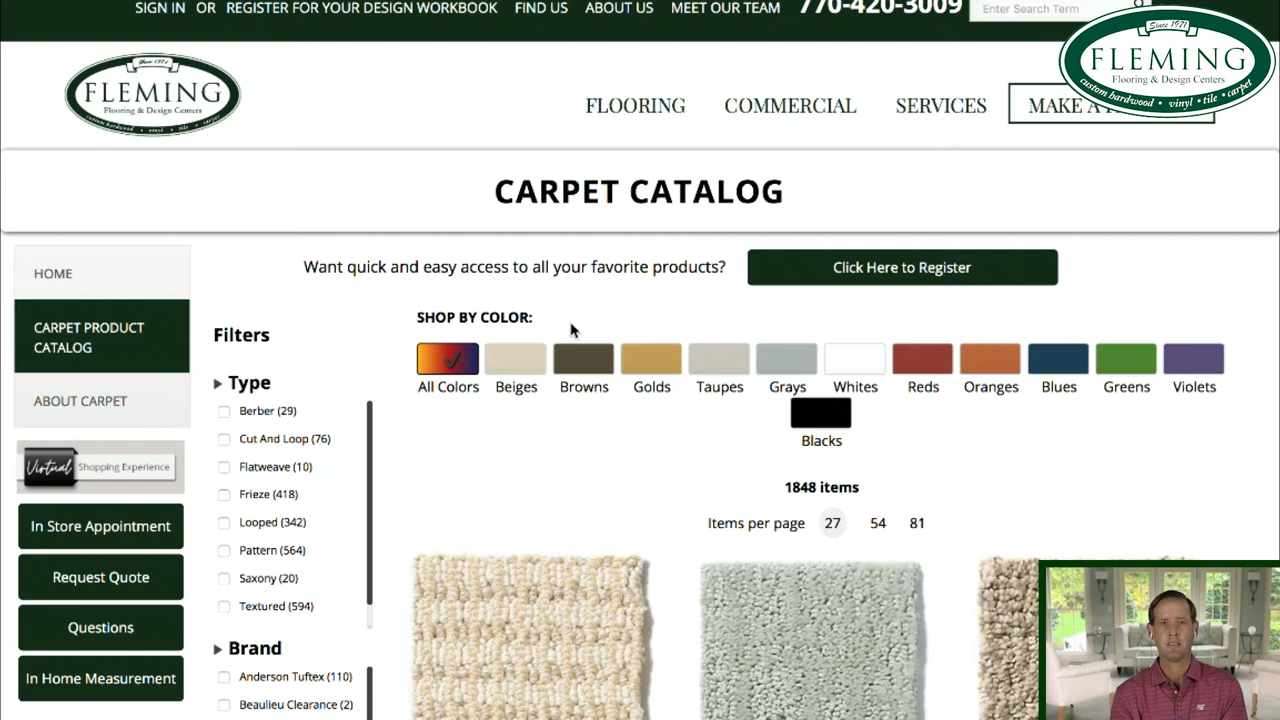 SIGN IN OR REGISTER FOR YOUR DESIGN WORKBOOK FIND US ABOUT US MEET OUR TEAM 770-420-3009 Enter Search Term
Since 1971
FLEMING
Flooring & Design Centers
custom hardwood • vinyl • tile • carpet
Since 1971
FLEMING
Flooring & Design Centers
custom hardwood • vinyl • tile • carpet
FLOORING COMMERCIAL SERVICES MAKE A
CARPET CATALOG
HOME
CARPET PRODUCT
CATALOG
ABOUT CARPET
Virtual Shopping Experience
In Store Appointment
Request Quote
Questions
In Home Measurement
Want quick and easy access to all your favorite products? Click Here to Register
Filters
Type
Berber (29)
Cut And Loop (76)
Flatweave (10)
Frieze (418)
Looped (342)
Pattern (564)
Saxony (20)
Textured (594)
Brand
Anderson Tuftex (110)
Beaulieu Clearance (2)
SHOP BY COLOR:
All Colors Beiges Browns Golds Taupes Grays Whites Reds Oranges Blues Greens Violets
Blacks
1848 items
Items per page 27 54 81